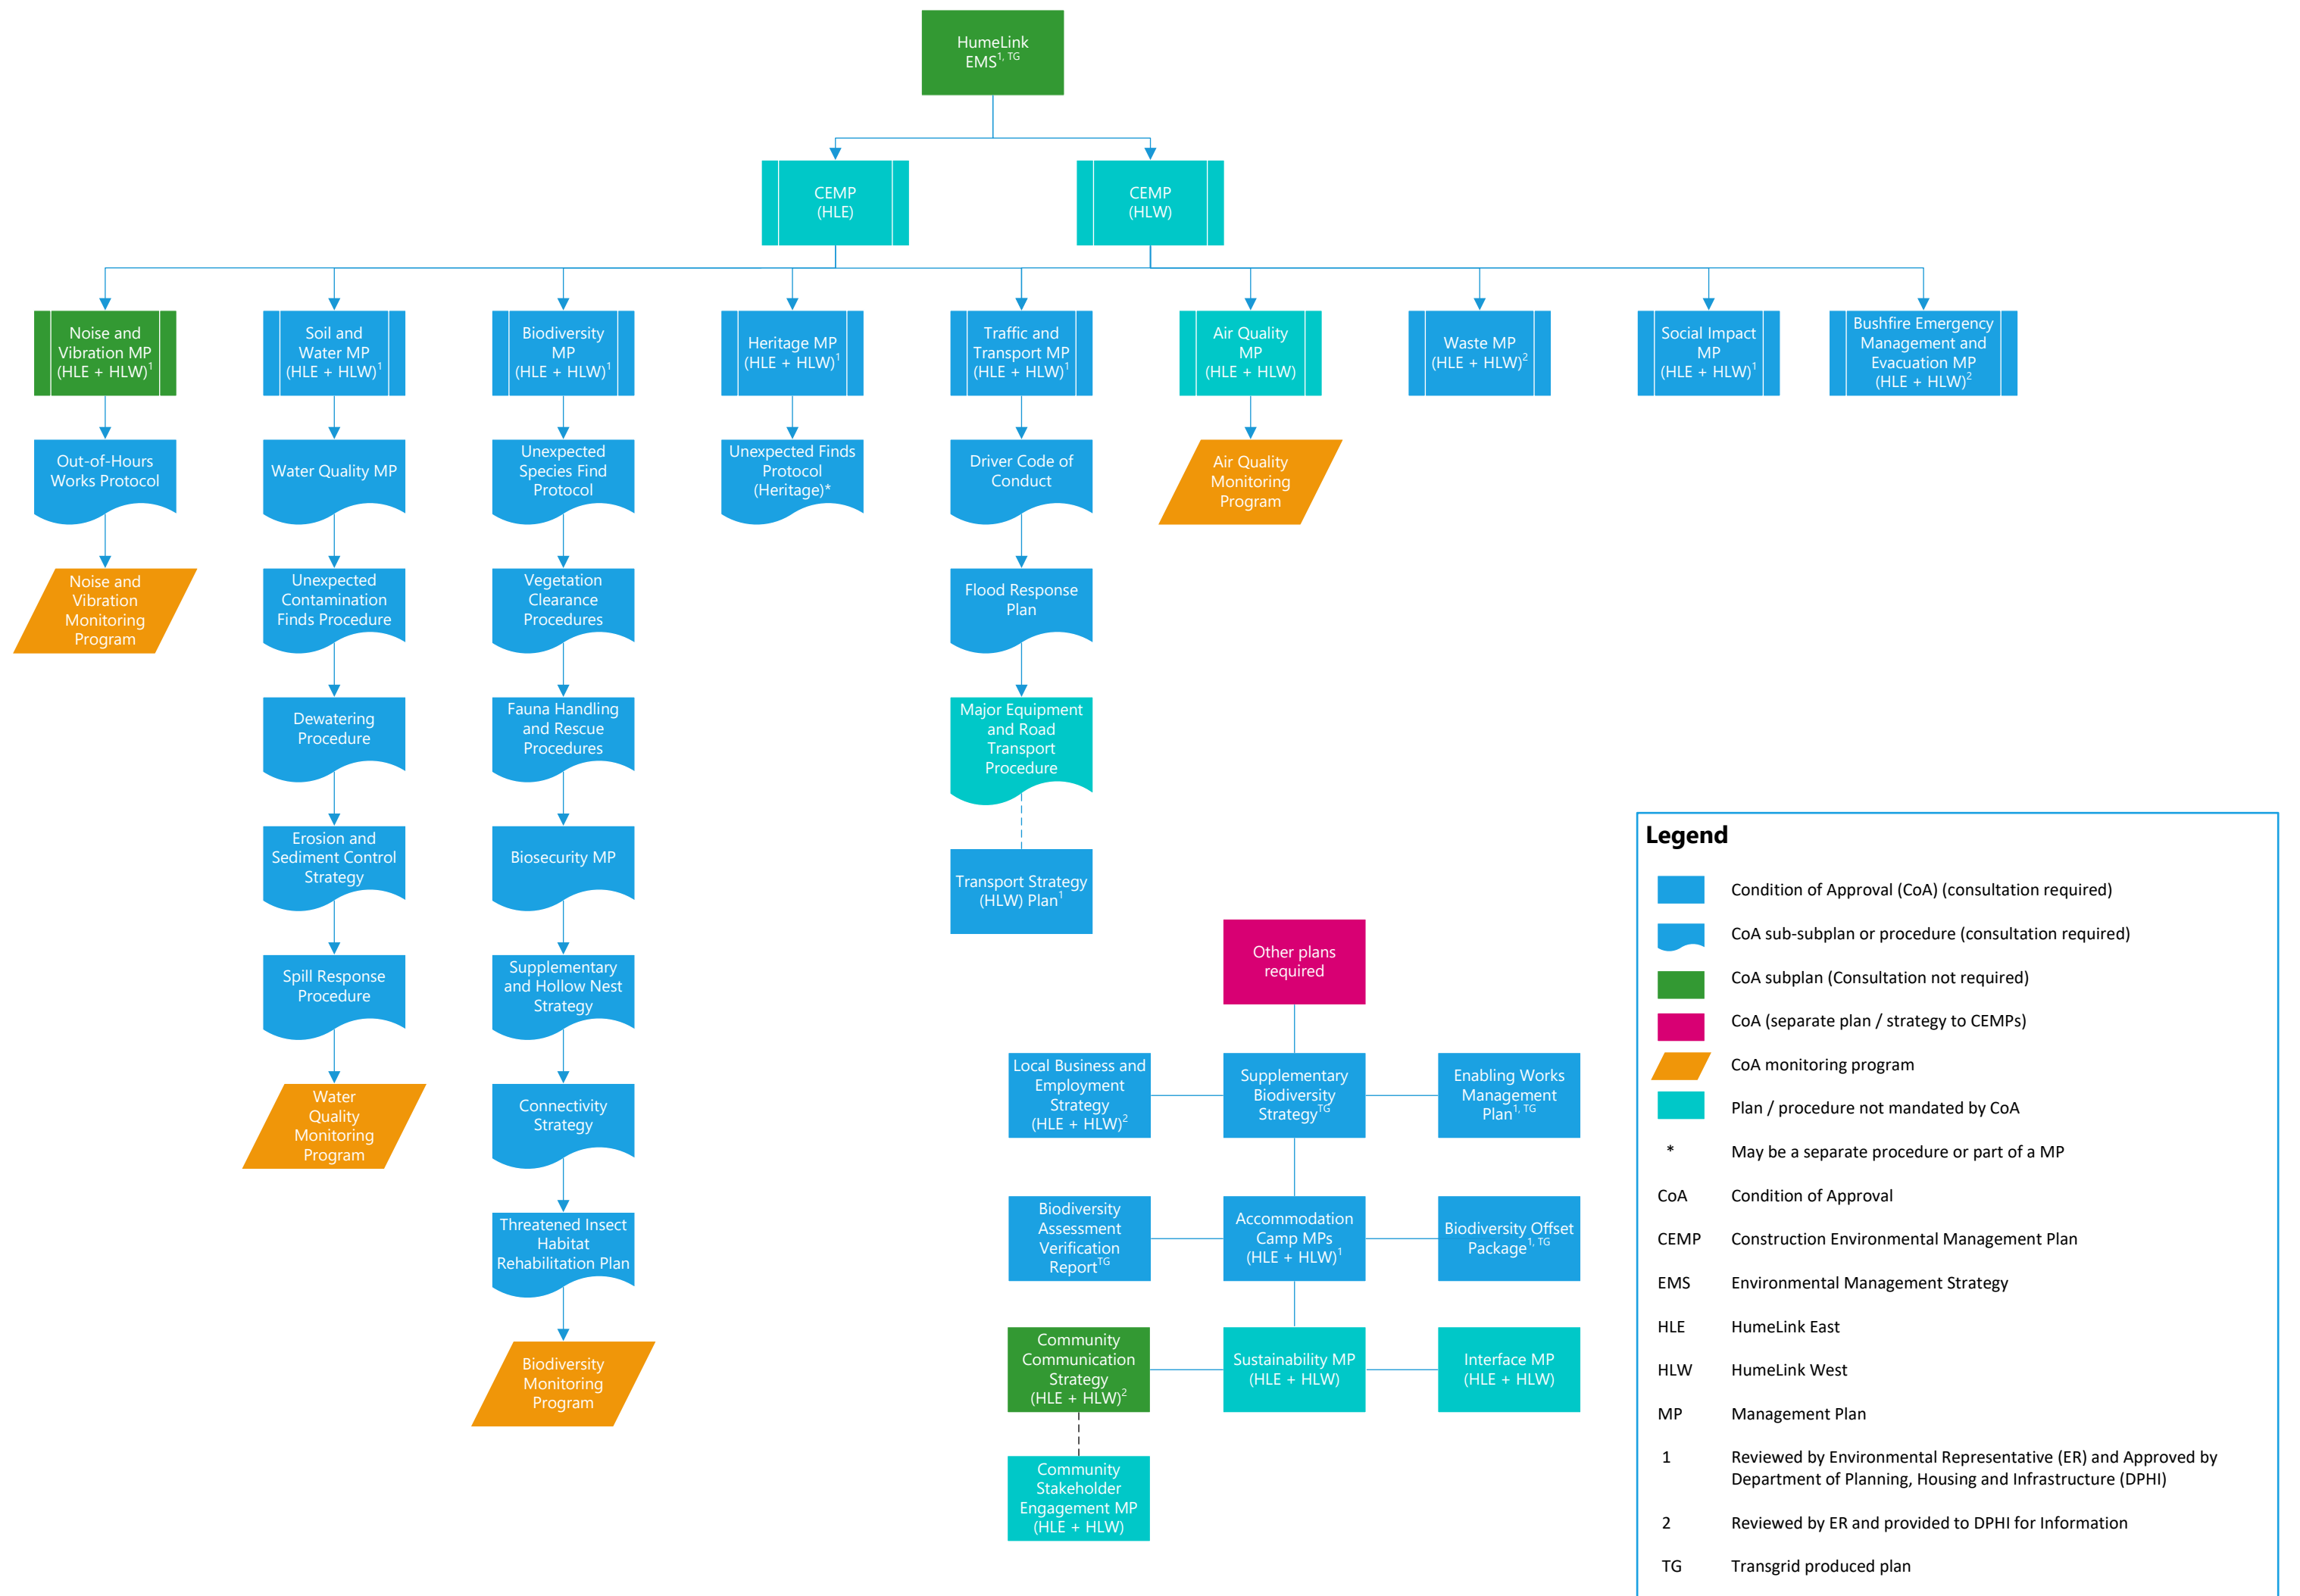 HumeLink
EMS1, TG
CEMP
(HLE)
CEMP
(HLW)
Noise and
Vibration MP
(HLE + HLW)1
Soil and
Water MP
(HLE + HLW)1
Biodiversity
MP
(HLE + HLW)1
Heritage MP
(HLE + HLW)1
Traffic and
Transport MP
(HLE + HLW)1
Air Quality
MP
(HLE + HLW)
Waste MP
(HLE + HLW)2
Social Impact
MP
(HLE + HLW)1
Bushfire Emergency
Management and
Evacuation MP
(HLE + HLW)2
Out-of-Hours
Works Protocol
Water Quality MP
Unexpected
Species Find
Protocol
Unexpected Finds
Protocol
(Heritage)*
Driver Code of
Conduct
Air Quality
Monitoring
Program
Noise and
Vibration
Monitoring
Program
Unexpected
Contamination
Finds Procedure
Vegetation
Clearance
Procedures
Flood Response
Plan
Dewatering
Procedure
Fauna Handling
and Rescue
Procedures
Major Equipment
and Road
Transport
Procedure
Erosion and
Sediment Control
Strategy
Biosecurity MP
Transport Strategy
(HLW) Plan1
Spill Response
Procedure
Supplementary
and Hollow Nest
Strategy
Water
Quality
Monitoring
Program
Connectivity
Strategy
Threatened Insect
Habitat
Rehabilitation Plan
Biodiversity
Monitoring
Program
Other plans
required
Local Business and
Employment
Strategy
(HLE + HLW)2
Supplementary
Biodiversity
StrategyTG
Enabling Works
Management
Plan1, TG
Biodiversity
Assessment
Verification
ReportTG
Accommodation
Camp MPs
(HLE + HLW)1
Biodiversity Offset
Package1, TG
Community
Communication
Strategy
(HLE + HLW)2
Sustainability MP
(HLE + HLW)
Interface MP
(HLE + HLW)
Community
Stakeholder
Engagement MP
(HLE + HLW)
Legend
Condition of Approval (CoA) (consultation required)
CoA sub-subplan or procedure (consultation required)
CoA subplan (Consultation not required)
CoA (separate plan / strategy to CEMPs)
CoA monitoring program
Plan / procedure not mandated by CoA
* May be a separate procedure or part of a MP
CoA Condition of Approval
CEMP Construction Environmental Management Plan
EMS Environmental Management Strategy
HLE HumeLink East
HLW HumeLink West
MP Management Plan
1 Reviewed by Environmental Representative (ER) and Approved by
Department of Planning, Housing and Infrastructure (DPHI)
2 Reviewed by ER and provided to DPHI for Information
TG Transgrid produced plan